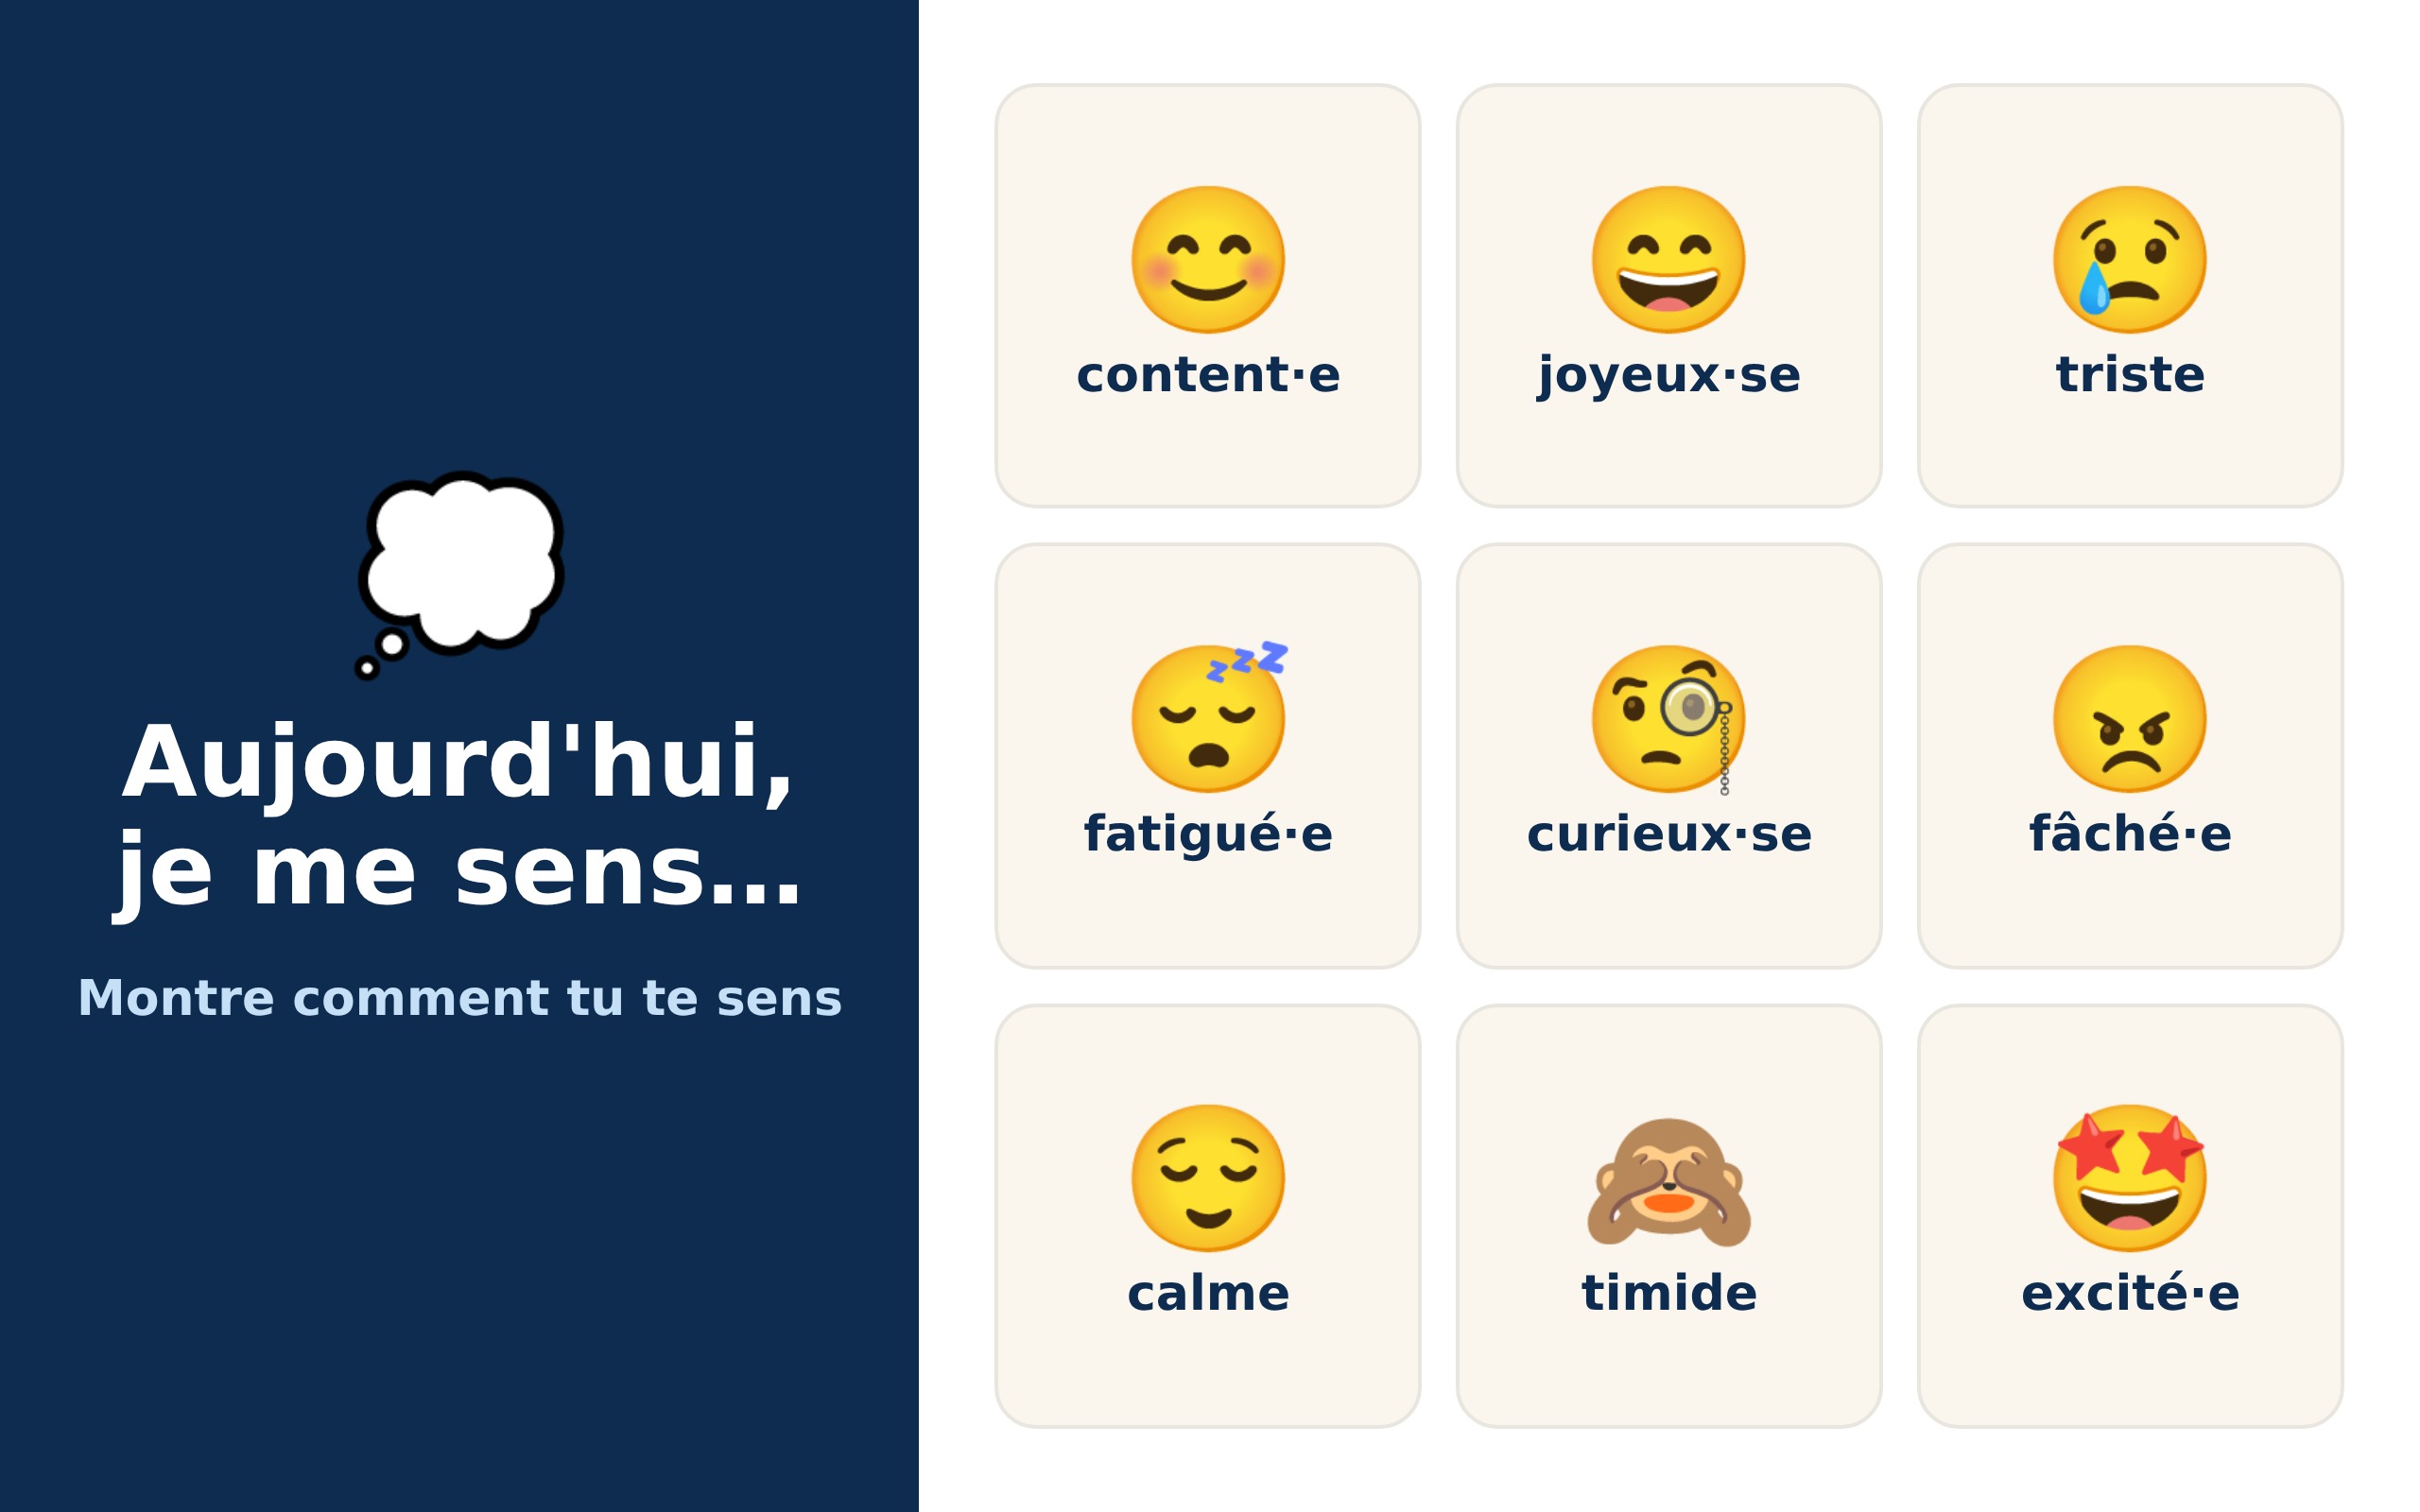 Aujourd'hui,
je me sens...
Montre comment tu te sens
content·e
joyeux·se
triste
fatigué·e
curieux·se
fâché·e
calme
timide
excité·e